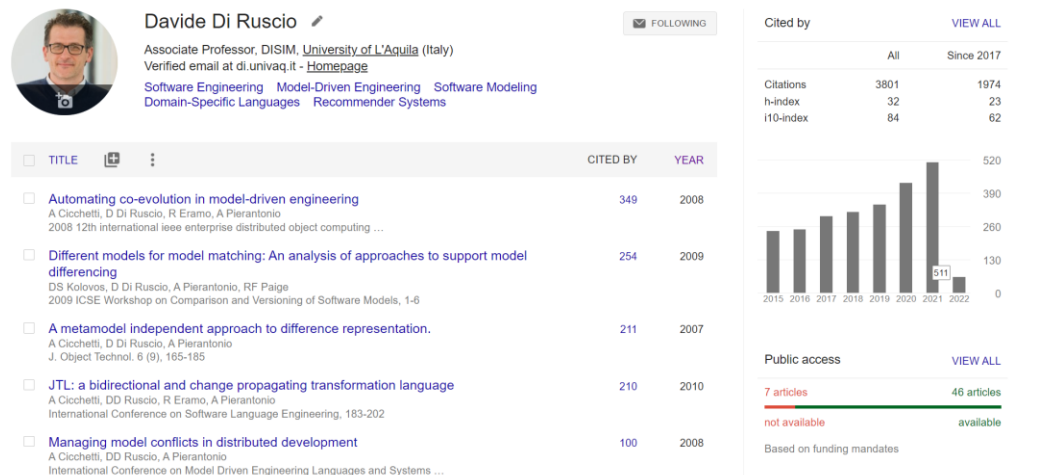 Davide Di Ruscio
FOLLOWING
Associate Professor, DISIM, University of L'Aquila (Italy)
Verified email at di.univaq.it - Homepage
Software Engineering Model-Driven Engineering Software Modeling
Domain-Specific Languages Recommender Systems
TITLE CITED BY YEAR
Automating co-evolution in model-driven engineering 349 2008
A Cicchetti, D Di Ruscio, R Eramo, A Pierantonio
2008 12th international ieee enterprise distributed object computing ...
Different models for model matching: An analysis of approaches to support model 254 2009
differencing
DS Kolovos, D Di Ruscio, A Pierantonio, RF Paige
2009 ICSE Workshop on Comparison and Versioning of Software Models, 1-6
A metamodel independent approach to difference representation. 211 2007
A Cicchetti, D Di Ruscio, A Pierantonio
J. Object Technol. 6 (9), 165-185
JTL: a bidirectional and change propagating transformation language 210 2010
A Cicchetti, DD Ruscio, R Eramo, A Pierantonio
International Conference on Software Language Engineering, 183-202
Managing model conflicts in distributed development 100 2008
A Cicchetti, DD Ruscio, A Pierantonio
International Conference on Model Driven Engineering Languages and Systems ...
Cited by VIEW ALL
All Since 2017
Citations 3801 1974
h-index 32 23
i10-index 84 62
520
390
260
130
511
0
2015 2016 2017 2018 2019 2020 2021 2022
Public access VIEW ALL
7 articles 46 articles
not available available
Based on funding mandates